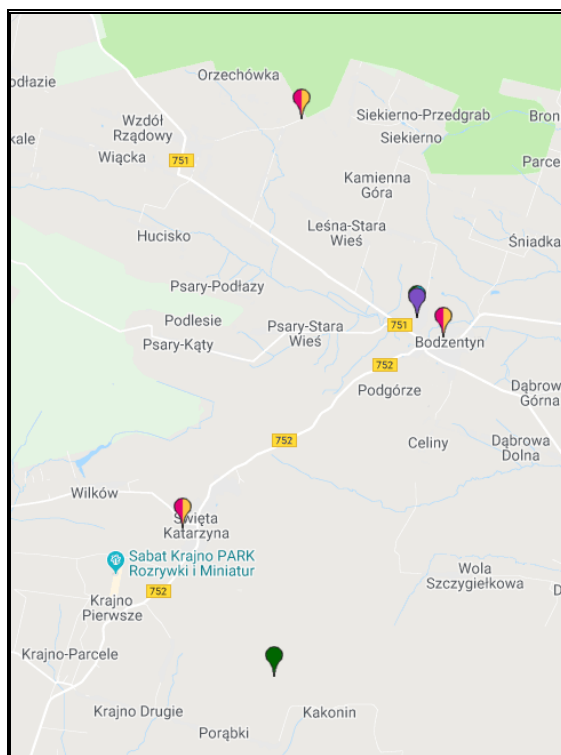 Orzechówka
odłazie
Wzdół
Rządowy
Siekierno-Przedgrab
Siekierno
Bron
kale
Wiącka
751
Parce
Kamienna
Góra
Leśna-Stara
Wieś
Hucisko
Śniadka
Psary-Podłazy
Podlesie
Psary-Stara
Wieś
751
Psary-Kąty
Bodzentyn
752
Podgórze
Dąbrowa
Górna
752
Celiny
Dąbrowa
Dolna
Wilków
Święta
Katarzyna
Sabat Krajno PARK
Rozrywki i Miniatur
Wola
Szczygiełkowa
D
752
Krajno
Pierwsze
Krajno-Parcele
Krajno Drugie
Kakonin
Porąbki